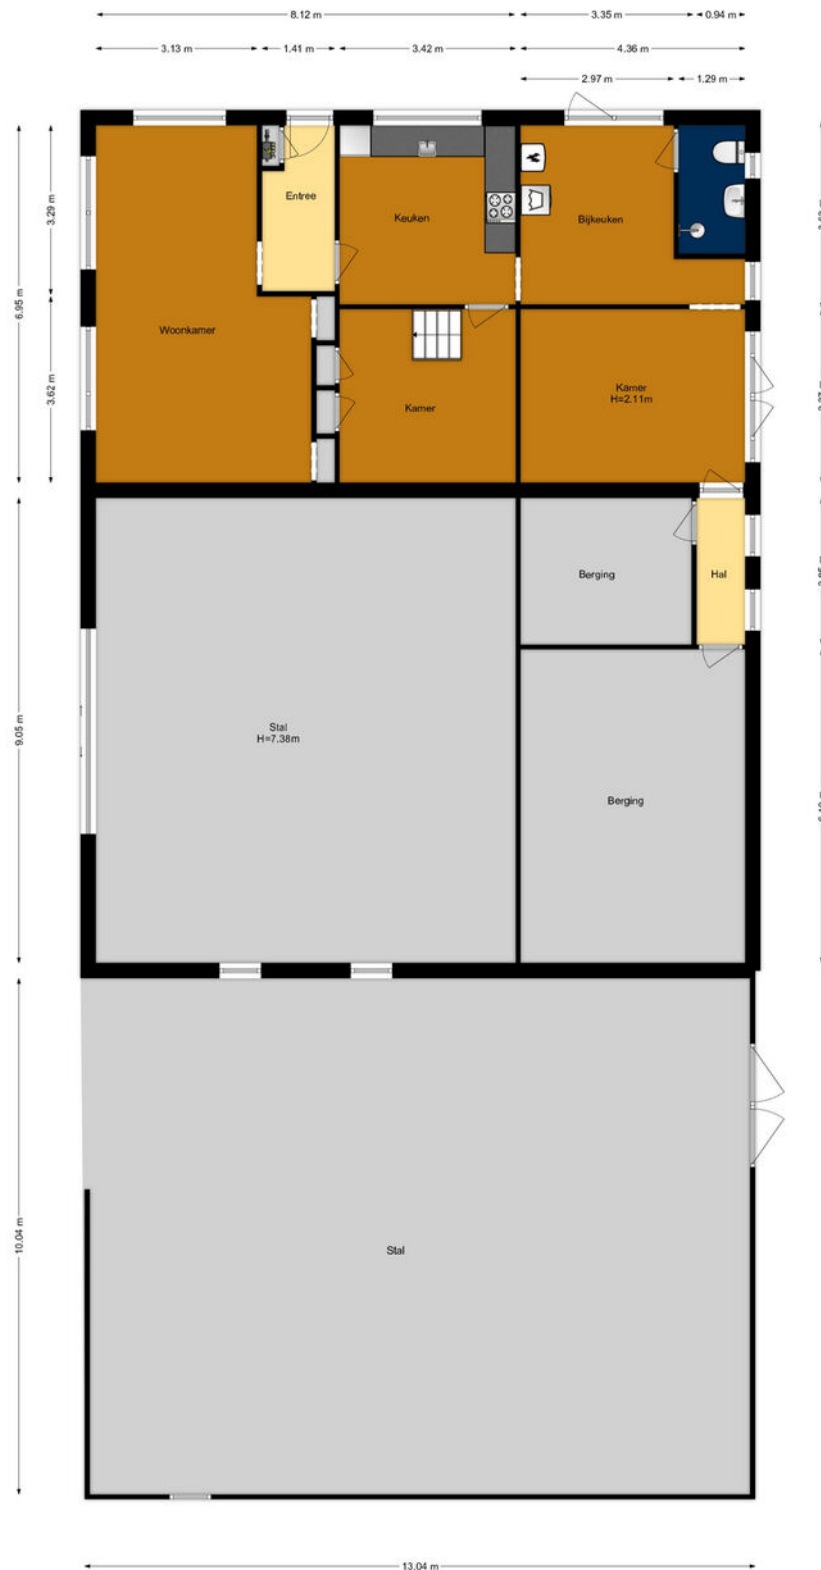 8.12 m
3.35 m
0.94 m
3.13 m
1.41 m
3.42 m
4.36 m
2.97 m
1.29 m
3.29 m
6.95 m
3.62 m
9.05 m
10.04 m
Entree
Keuken
Bijkeuken
Woonkamer
Kamer
Kamer
H=2.11m
Berging
Hal
Stal
H=7.38m
Berging
Stal
13.04 m